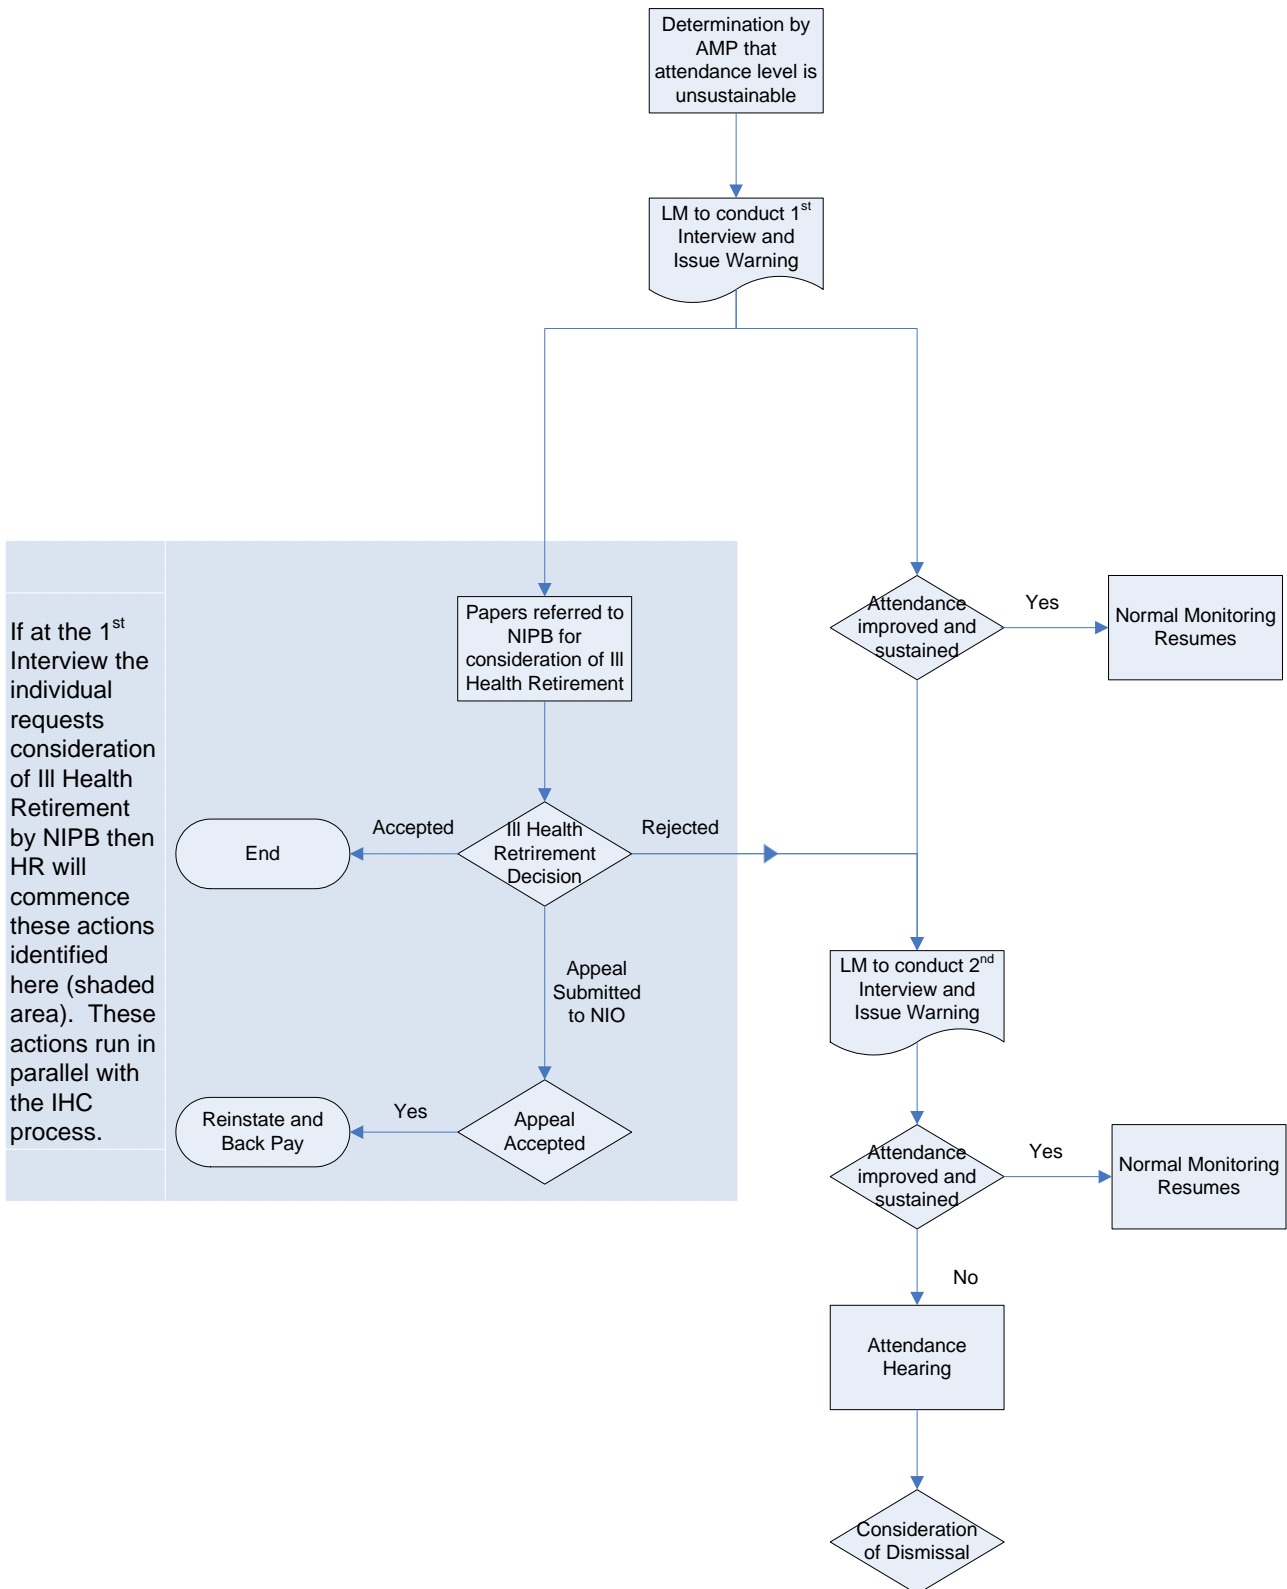 Determination by
AMP that
attendance level is
unsustainable
LM to conduct 1st
Interview and
Issue Warning
If at the 1st
Interview the
individual
requests
consideration
of Ill Health
Retirement
by NIPB then
HR will
commence
these actions
identified
here (shaded
area). These
actions run in
parallel with
the IHC
process.
Papers referred to
NIPB for
consideration of Ill
Health Retirement
Attendance
improved and
sustained
Yes
Normal Monitoring
Resumes
End
Accepted
Ill Health
Retrirement
Decision
Rejected
Appeal
Submitted
to NIO
LM to conduct 2nd
Interview and
Issue Warning
Reinstate and
Back Pay
Yes
Appeal
Accepted
Attendance
improved and
sustained
Yes
Normal Monitoring
Resumes
No
Attendance
Hearing
Consideration
of Dismissal